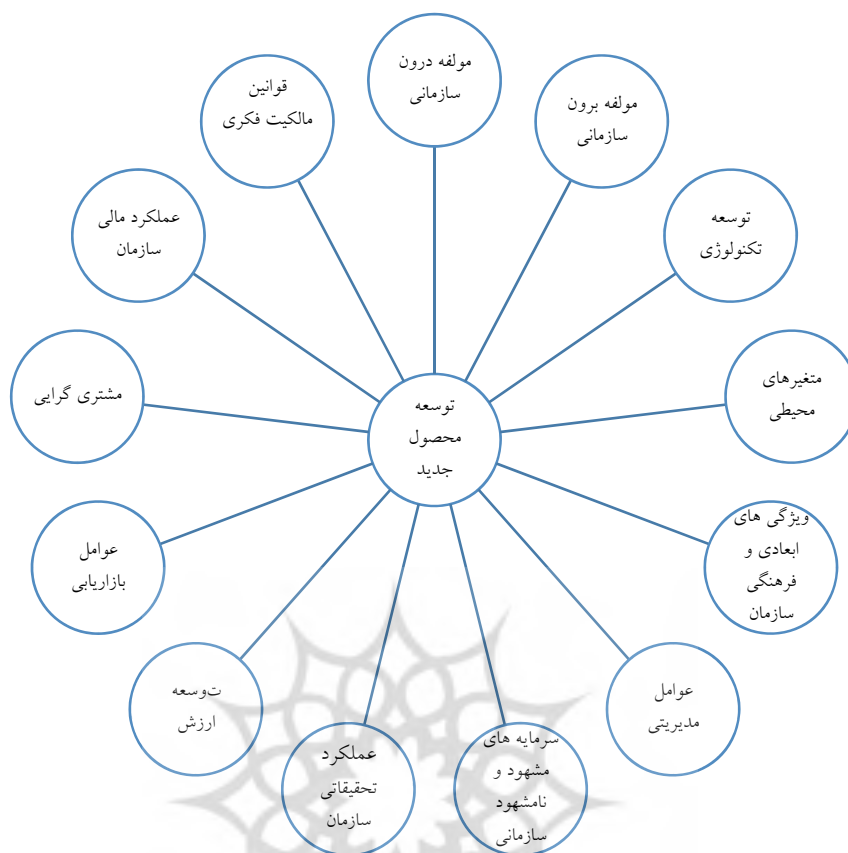 مولفه درون
سازمانی
مولفه برون
سازمانی
توسعه
تکنولوژی
متغیرهای
محیطی
ویژگی های
ابعادی و
فرهنگی
سازمان
عوامل
مدیریتی
سرمایه های
مشهود و
نامشهود
سازمانی
عملکرد
تحقیقاتی
سازمان
توسعه
ارزش
عوامل
بازاریابی
مشتری گرایی
عملکرد مالی
سازمان
قوانین
مالکیت فکری
توسعه
محصول
جدید